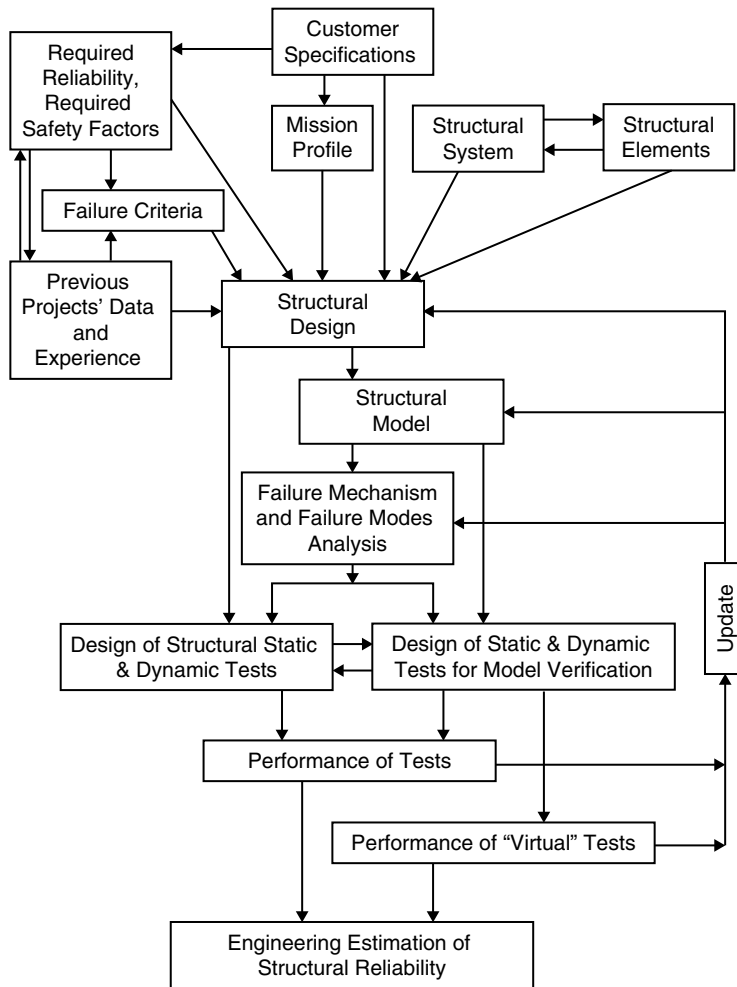 Customer
Specifications
Required
Reliability,
Required
Safety Factors
Mission
Profile
Structural
System
Structural
Elements
Failure Criteria
Previous
Projects’ Data
and
Experience
Structural
Design
Structural
Model
Failure Mechanism
and Failure Modes
Analysis
Update
Design of Structural Static
& Dynamic Tests
Design of Static & Dynamic
Tests for Model Verification
Performance of Tests
Performance of “Virtual” Tests
Engineering Estimation of
Structural Reliability